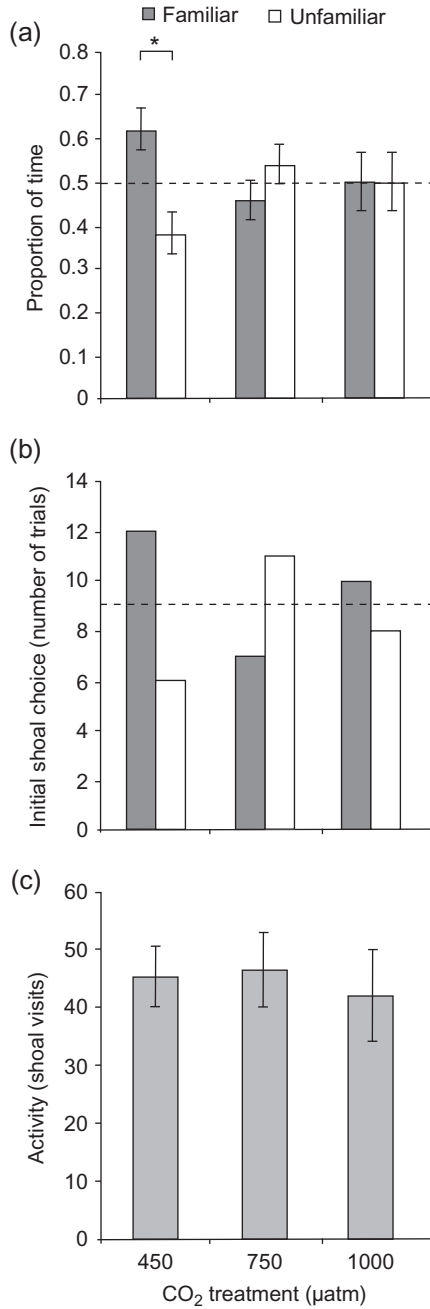 Familiar Unfamiliar
(a)
*
0.8
0.7
0.6
0.5
0.4
0.3
0.2
0.1
0
Proportion of time
(b)
14
12
10
8
6
4
2
0
Initial shoal choice (number of trials)
(c)
60
50
40
30
20
10
0
Activity (shoal visits)
450 750 1000
CO₂ treatment (µatm)